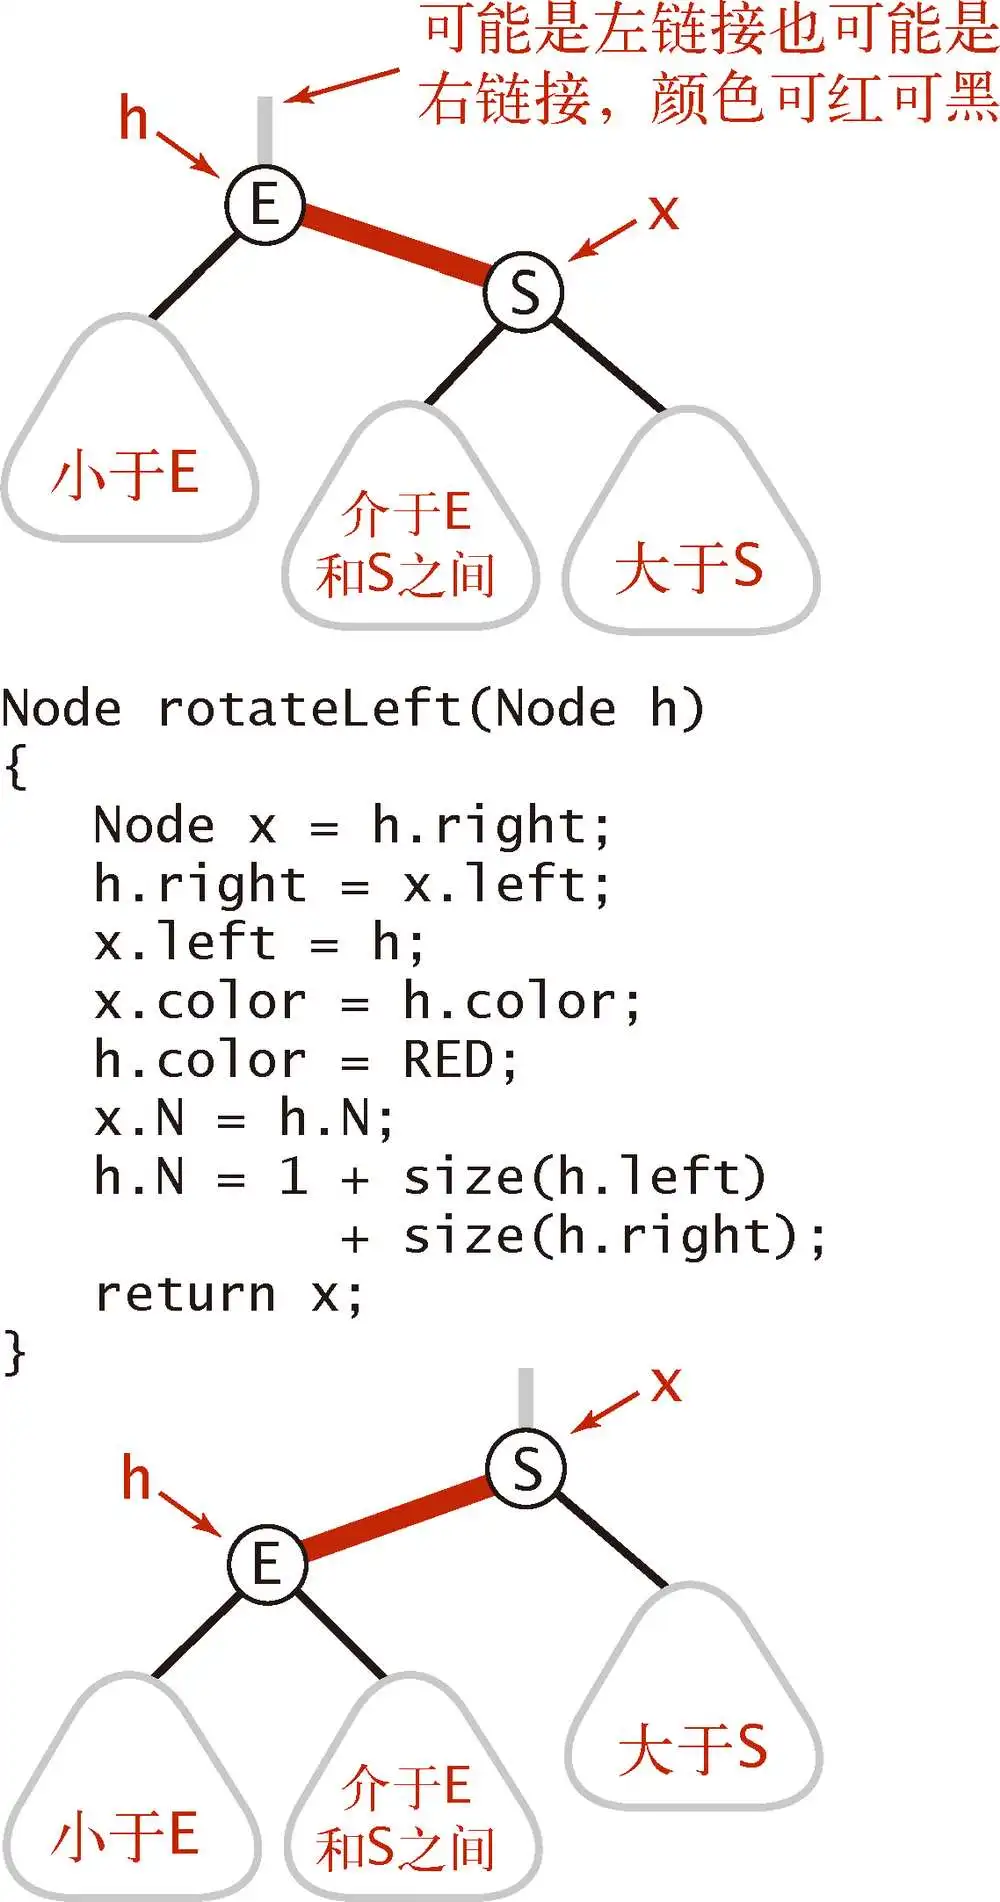 可能是左链接也可能是
右链接，颜色可红可黑
h
E
x
S
小于E
介于E
和S之间
大于S
Node rotateLeft(Node h)
{
   Node x = h.right;
   h.right = x.left;
   x.left = h;
   x.color = h.color;
   h.color = RED;
   x.N = h.N;
   h.N = 1 + size(h.left)
           + size(h.right);
   return x;
}
x
S
h
E
大于S
小于E
介于E
和S之间